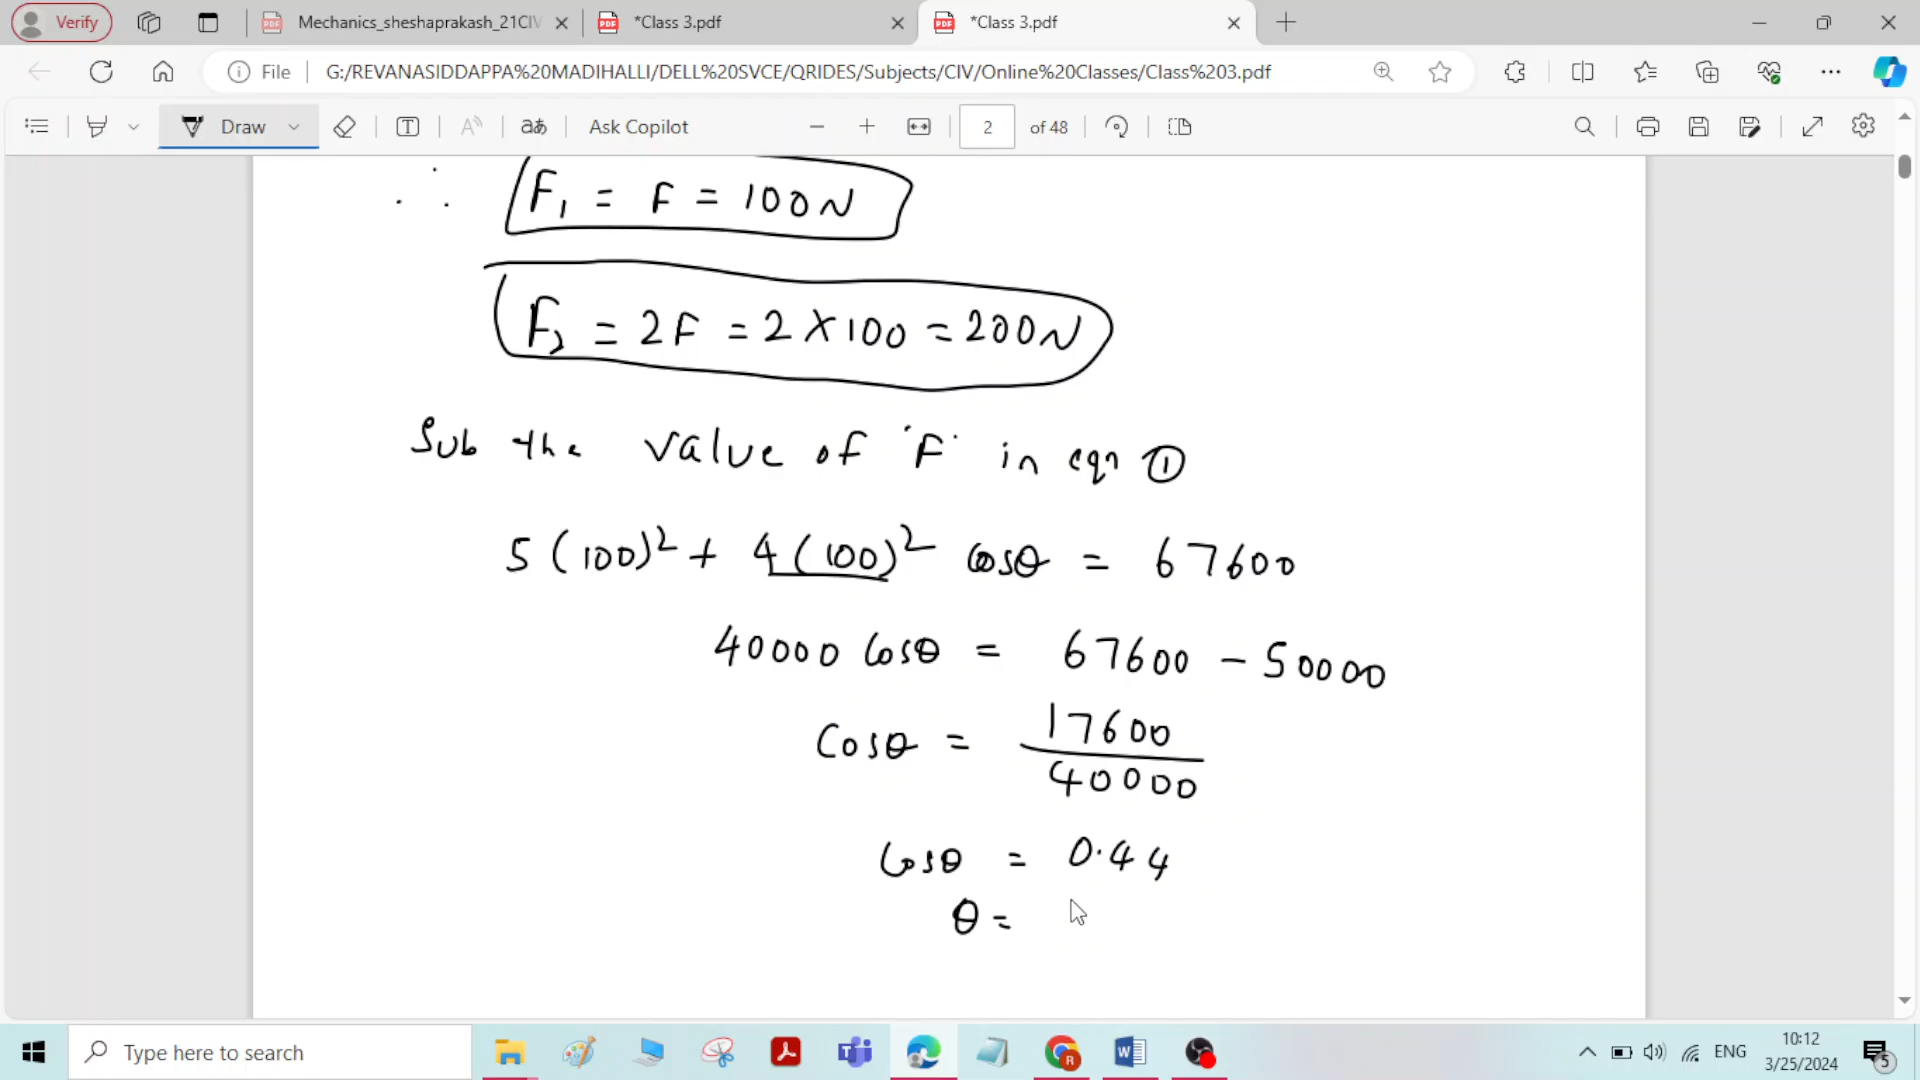 Verify
Mechanics_sheshaprakash_21CIV
*Class 3.pdf
*Class 3.pdf
File
G:/REVANASIDDAPPA%20MADIHALLI/DELL%20SVCE/QRIDES/Subjects/CIV/Online%20Classes/Class%203.pdf
Draw
Ask Copilot
2 of 48
∴ F₁ = F = 100N
F₂ = 2F = 2 X 100 = 200N
Sub the value of 'F' in eqn ①
5 (100)² + 4 (100)² cosθ = 67600
40000 Cosθ = 67600 - 50000
Cosθ = 17600
40000
Cosθ = 0.44
θ =
Type here to search
ENG
10:12
3/25/2024
5